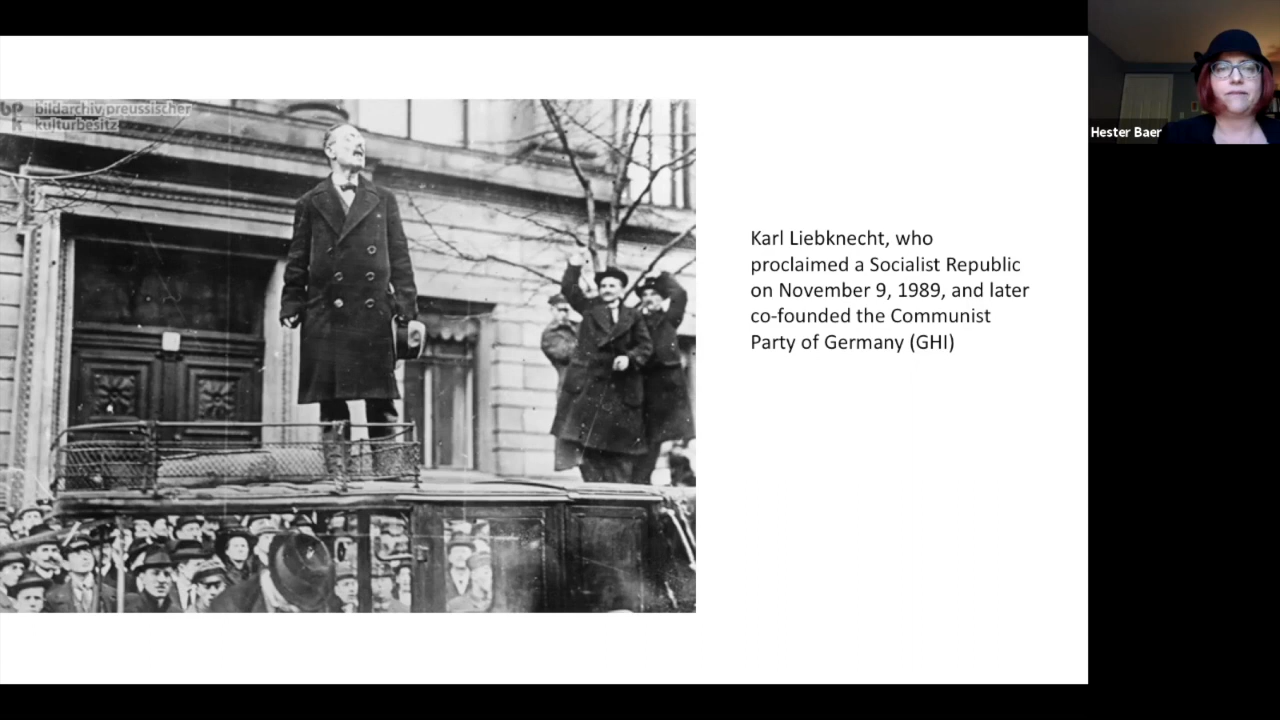 bpk bildarchiv preussischer
kulturbesitz
Karl Liebknecht, who
proclaimed a Socialist Republic
on November 9, 1989, and later
co-founded the Communist
Party of Germany (GHI)
Hester Baer